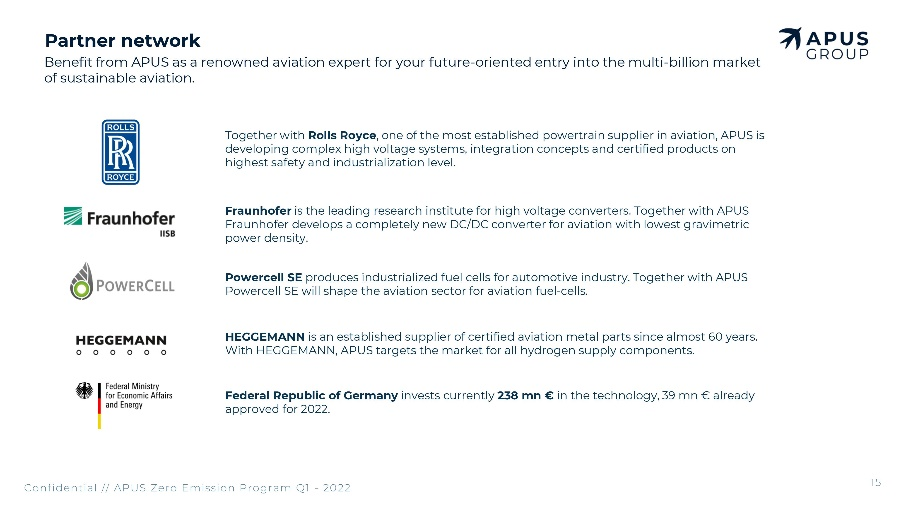 Partner network
APUS
GROUP
Benefit from APUS as a renowned aviation expert for your future-oriented entry into the multi-billion market
of sustainable aviation.
ROLLS
RR
ROYCE
Together with Rolls Royce, one of the most established powertrain supplier in aviation, APUS is
developing complex high voltage systems, integration concepts and certified products on
highest safety and industrialization level.
Fraunhofer
IISB
Fraunhofer is the leading research institute for high voltage converters. Together with APUS
Fraunhofer develops a completely new DC/DC converter for aviation with lowest gravimetric
power density.
POWERCELL
Powercell SE produces industrialized fuel cells for automotive industry. Together with APUS
Powercell SE will shape the aviation sector for aviation fuel-cells.
HEGGEMANN
HEGGEMANN is an established supplier of certified aviation metal parts since almost 60 years.
With HEGGEMANN, APUS targets the market for all hydrogen supply components.
Federal Ministry
for Economic Affairs
and Energy
Federal Republic of Germany invests currently 238 mn € in the technology, 39 mn € already
approved for 2022.
Confidential // APUS Zero Emission Program Q1 - 2022
15